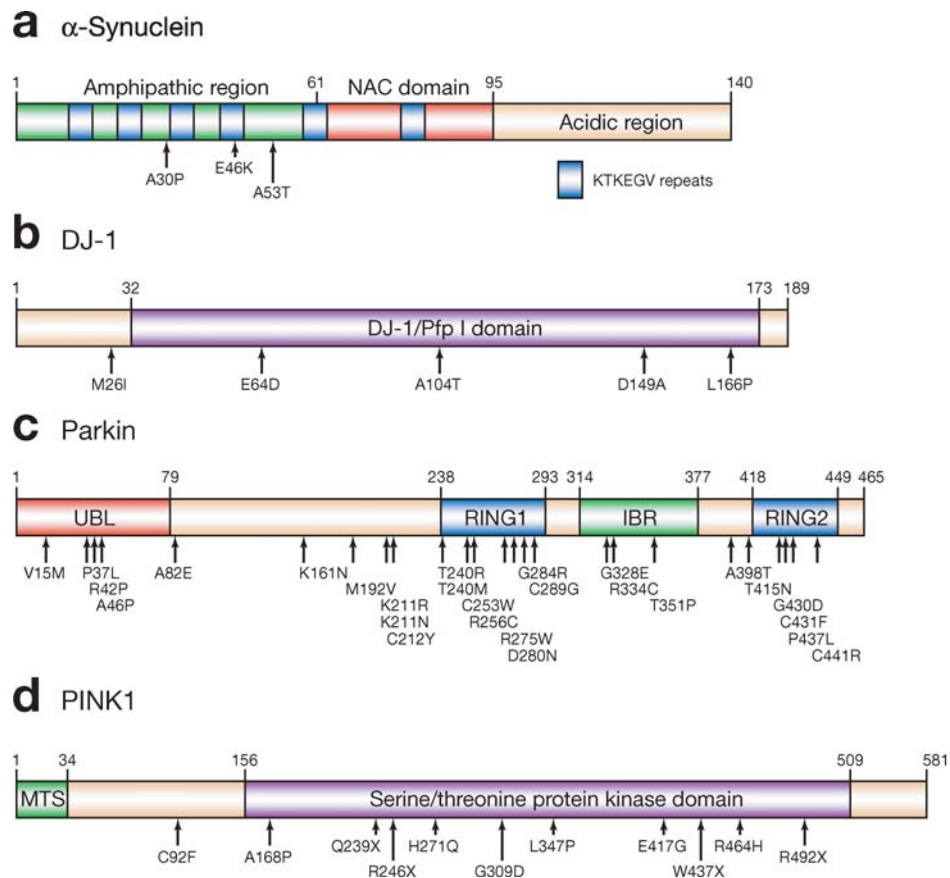 a α-Synuclein
1 Amphipathic region 61 NAC domain 95 140
Acidic region
A30P E46K A53T
KTKEGV repeats
b DJ-1
1 32 173 189
DJ-1/Pfp I domain
M26I E64D A104T D149A L166P
c Parkin
1 79 238 293 314 377 418 449 465
UBL RING1 IBR RING2
V15M P37L A82E K161N T240R G284R G328E A398T
R42P M192V T240M C289G R334C T415N
A46P K211R C253W T351P G430D
K211N R256C C431F
C212Y R275W P437L
D280N C441R
d PINK1
1 34 156 509 581
MTS Serine/threonine protein kinase domain
C92F A168P Q239X H271Q L347P E417G R464H R492X
R246X G309D W437X